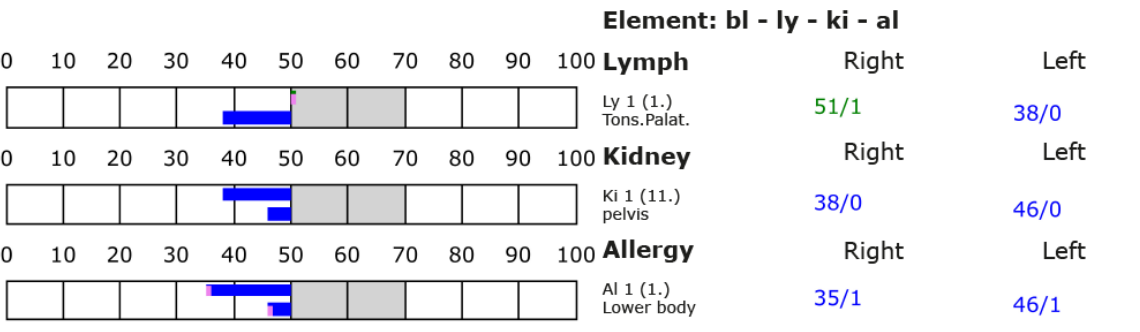 Element: bl - ly - ki - al
0 10 20 30 40 50 60 70 80 90 100 Lymph Right Left
Ly 1 (1.) 51/1 38/0
Tons.Palat.
0 10 20 30 40 50 60 70 80 90 100 Kidney Right Left
Ki 1 (11.) 38/0 46/0
pelvis
0 10 20 30 40 50 60 70 80 90 100 Allergy Right Left
Al 1 (1.) 35/1 46/1
Lower body